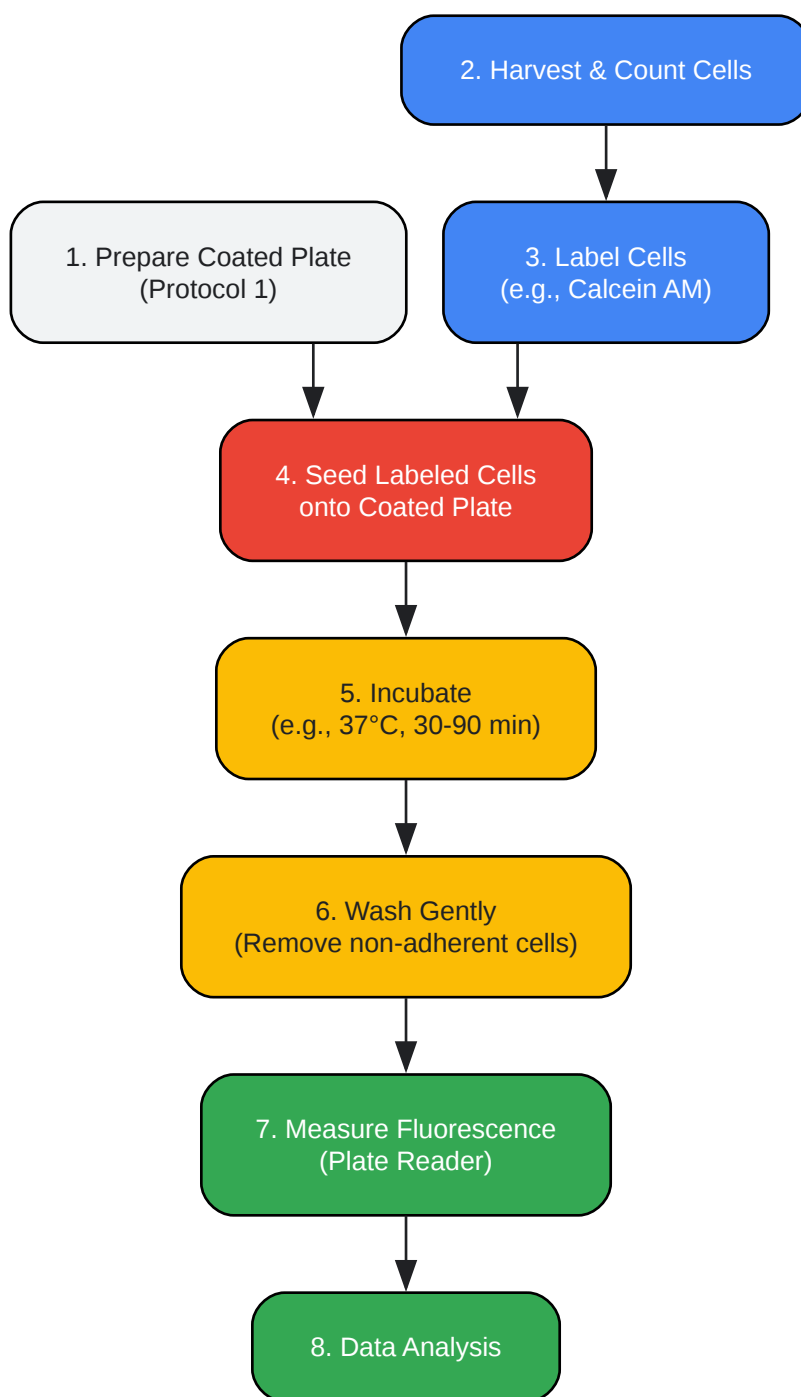 2. Harvest & Count Cells
1. Prepare Coated Plate
(Protocol 1)
3. Label Cells
(e.g., Calcein AM)
4. Seed Labeled Cells
onto Coated Plate
5. Incubate
(e.g., 37°C, 30-90 min)
6. Wash Gently
(Remove non-adherent cells)
7. Measure Fluorescence
(Plate Reader)
8. Data Analysis